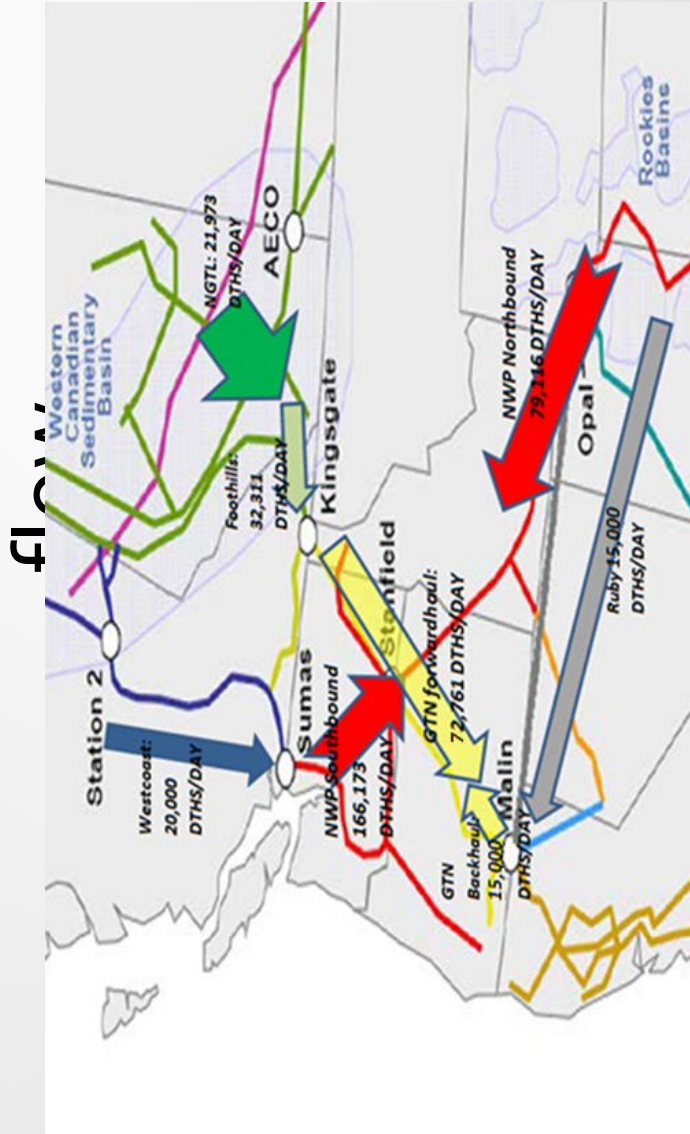 flow
Western
Canadian
Sedimentary
Basin
Rockies
Basins
NGTL: 21,973
DTHS/DAY
AECO
Foothills:
32,311
DTHS/DAY
Kingsgate
NWP Northbound
79,116 DTHS/DAY
Opal
Ruby 15,000
DTHS/DAY
Stanfield
GTN forwardhaul:
72,761 DTHS/DAY
Station 2
Westcoast:
20,000
DTHS/DAY
Sumas
NWP Southbound
166,173
DTHS/DAY
Malin
GTN
Backhaul:
15,000
DTHS/DAY